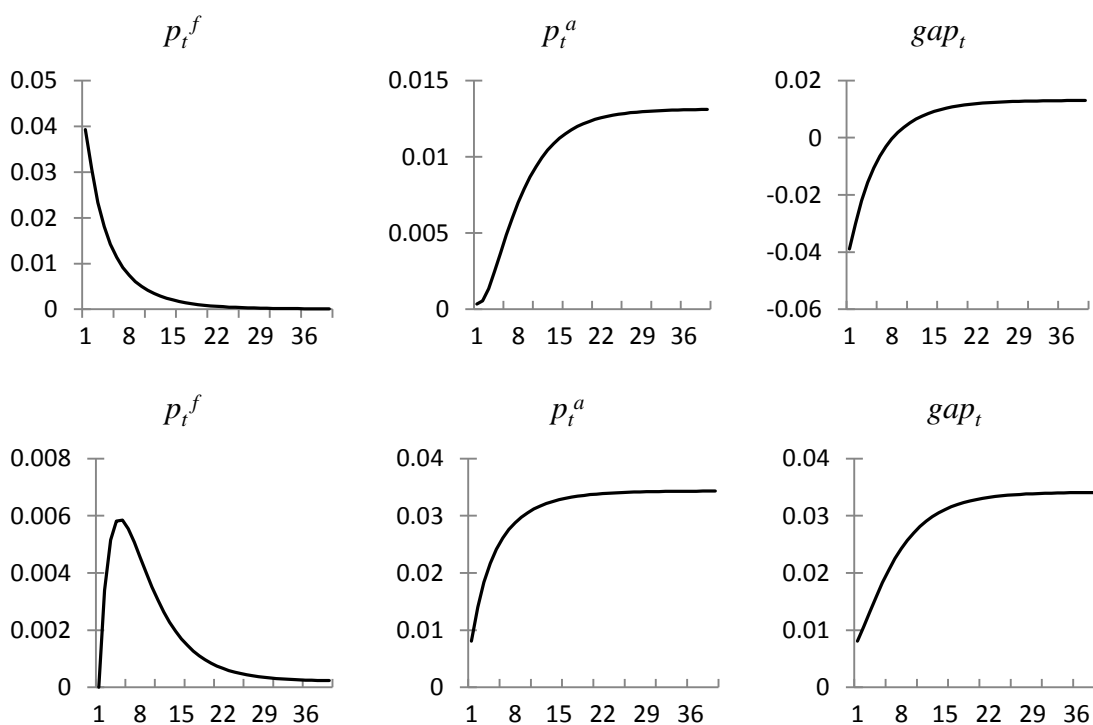 p_t^f p_t^a gap_t
0.05 0.015 0.02
0.04 0
0.03 0.01
0.02 -0.02
0.01 0.005 -0.04
0 0 -0.06
1 8 15 22 29 36 1 8 15 22 29 36 1 8 15 22 29 36
p_t^f p_t^a gap_t
0.008 0.04 0.04
0.006 0.03 0.03
0.004 0.02 0.02
0.002 0.01 0.01
0 0 0
1 8 15 22 29 36 1 8 15 22 29 36 1 8 15 22 29 36